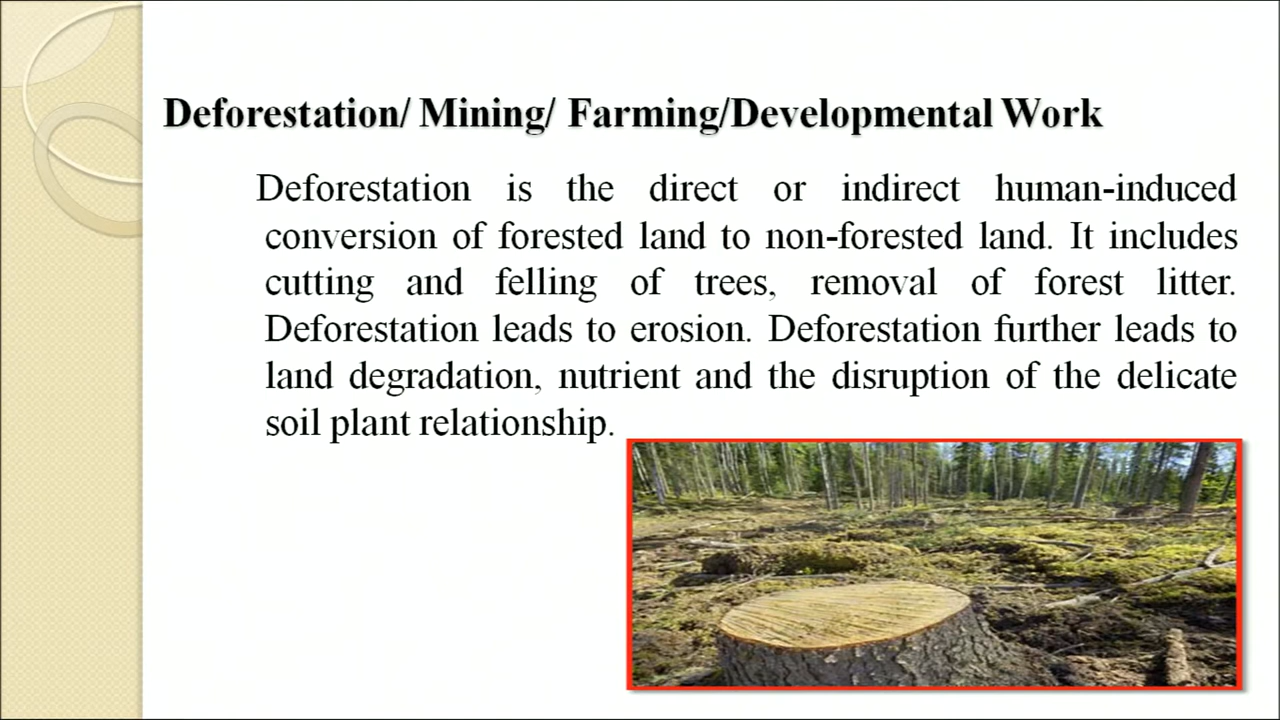 Deforestation/ Mining/ Farming/Developmental Work
Deforestation is the direct or indirect human-induced
conversion of forested land to non-forested land. It includes
cutting and felling of trees, removal of forest litter.
Deforestation leads to erosion. Deforestation further leads to
land degradation, nutrient and the disruption of the delicate
soil plant relationship.